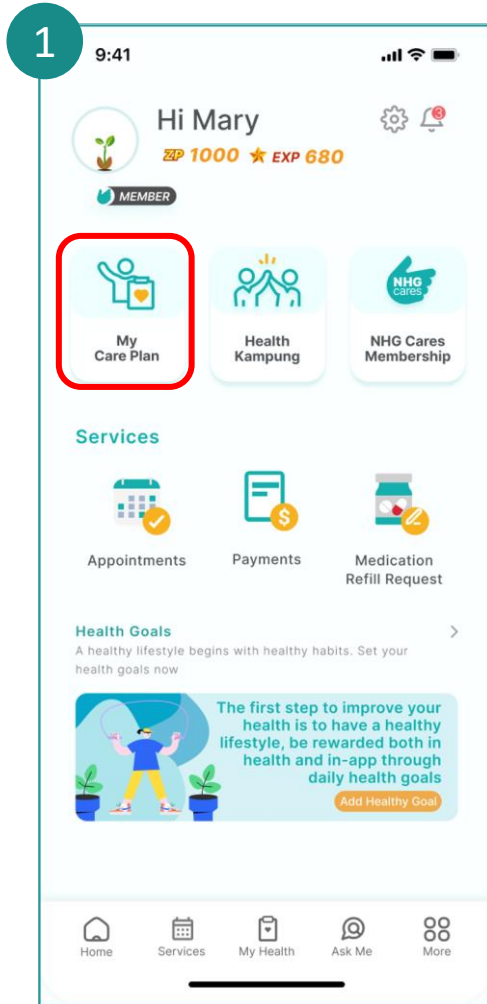 1
9:41
Hi Mary
3
ZP 1000 EXP 680
MEMBER
My
Care Plan
Health
Kampung
NHG
cares
NHG Cares
Membership
Services
Appointments
Payments
$
Medication
Refill Request
Health Goals
A healthy lifestyle begins with healthy habits. Set your
health goals now
The first step to improve your
health is to have a healthy
lifestyle, be rewarded both in
health and in-app through
daily health goals
Add Healthy Goal
Home
Services
My Health
Ask Me
More